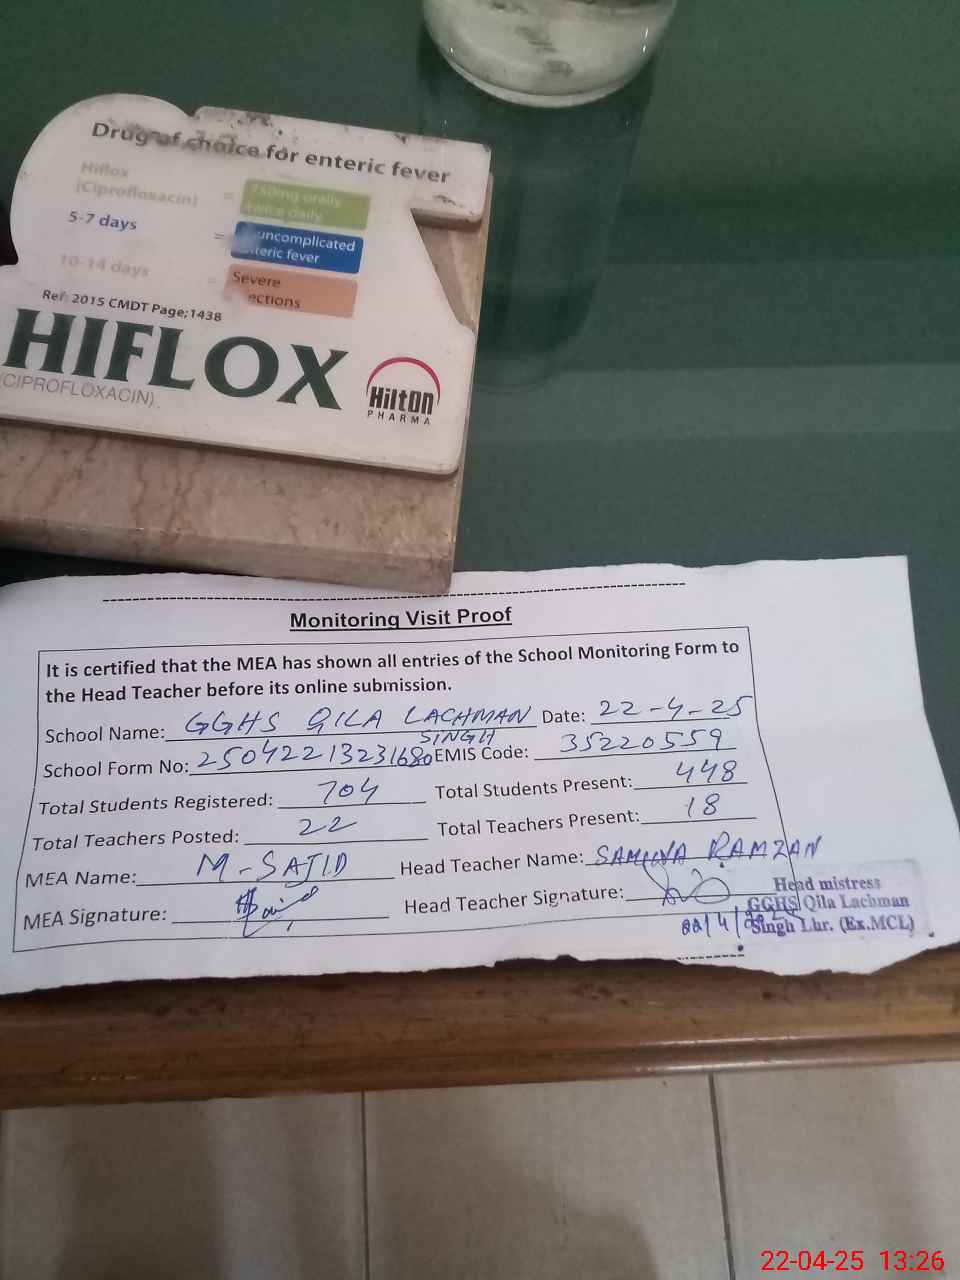 Drug of choice for enteric fever
Hiflox
(Ciprofloxacin) = 750mg orally
twice daily
5-7 days = uncomplicated
enteric fever
10-14 days = Severe
Ref: 2015 CMDT Page;1438
HIFLOX
(CIPROFLOXACIN)
HiltoN
PHARMA
Monitoring Visit Proof
It is certified that the MEA has shown all entries of the School Monitoring Form to
the Head Teacher before its online submission.
School Name: GGHS QILA LACHMAN SINGH Date: 22-4-25
School Form No: 25042213231680 EMIS Code: 35220559
Total Students Registered: 704 Total Students Present: 448
Total Teachers Posted: 22 Total Teachers Present: 18
MEA Name: M-SAJID Head Teacher Name: SAMINA RAMZAN
MEA Signature: Head Teacher Signature:
Head mistress
GGHS Qila Lachman
Singh Lhr. (Ex.MCL)
22-04-25 13:26